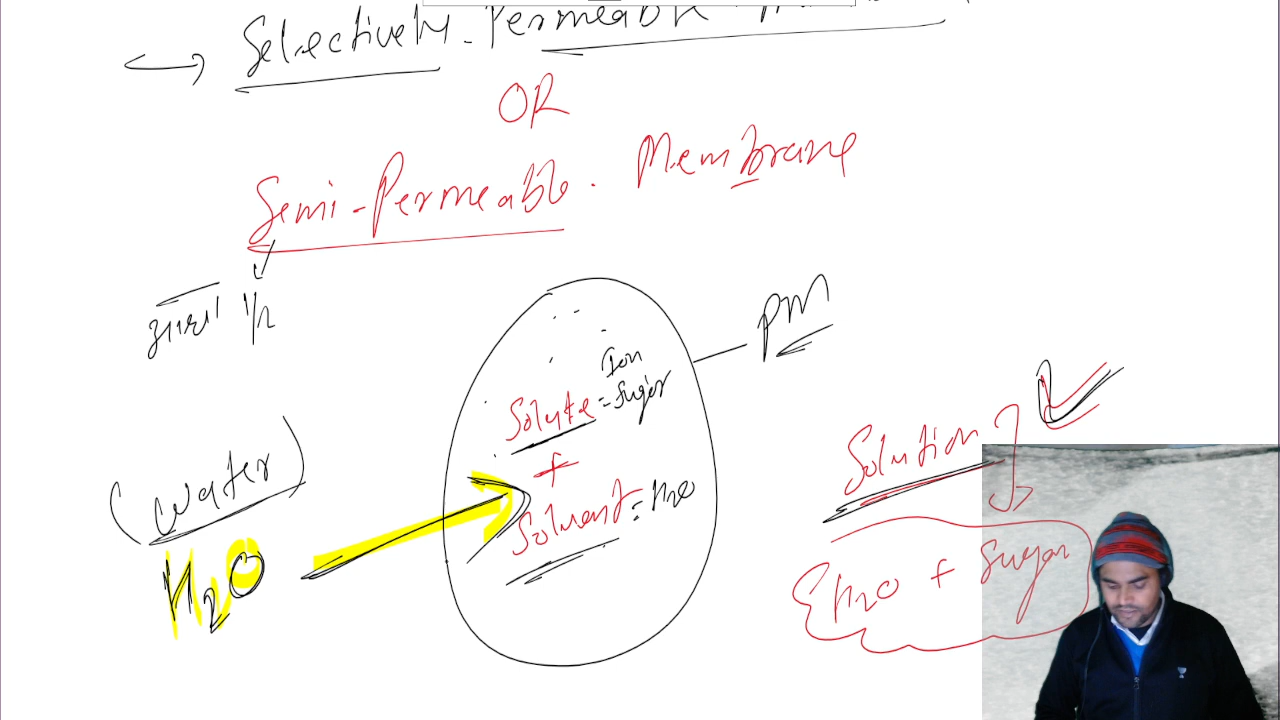 Selectively - Permeable
OR
Semi-Permeable. Membrane
आधा 1/2
PM
Ion
Solute = Sugar
+
Solvent = H2O
(Water)
H2O
Solution
H2O + Sugar